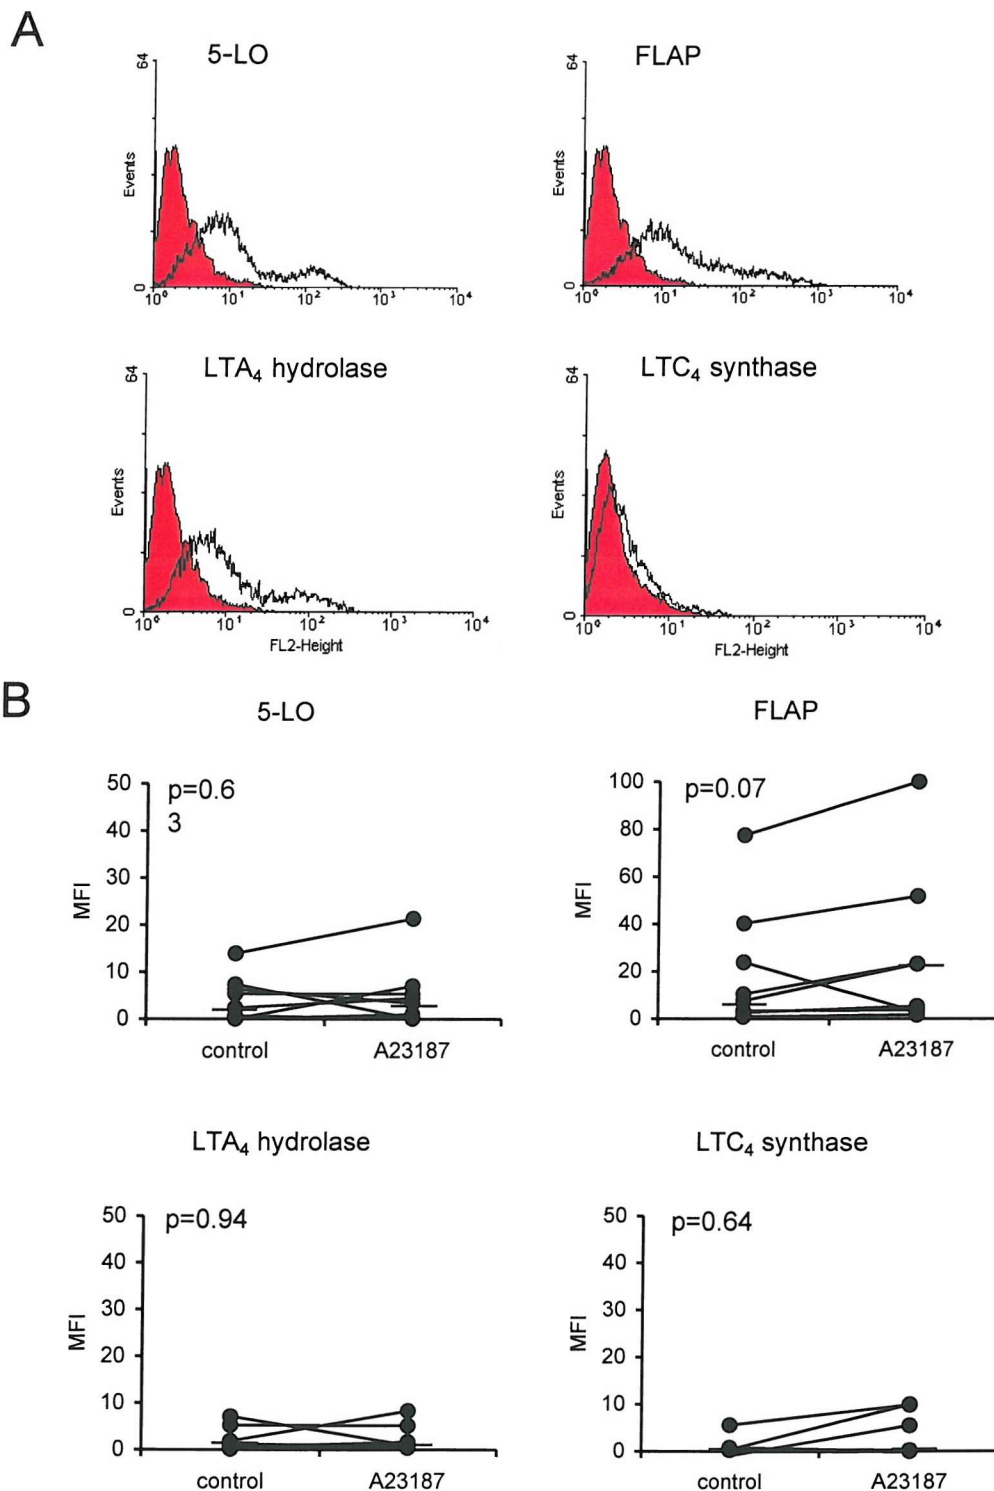 A
5-LO
FLAP
64
Events
0
10⁰ 10¹ 10² 10³ 10⁴
64
Events
0
10⁰ 10¹ 10² 10³ 10⁴
LTA₄ hydrolase
LTC₄ synthase
64
Events
0
10⁰ 10¹ 10² 10³ 10⁴
FL2-Height
64
Events
0
10⁰ 10¹ 10² 10³ 10⁴
FL2-Height
B
5-LO
FLAP
p=0.6
3
50
40
30
20
10
0
MFI
control A23187
p=0.07
100
80
60
40
20
0
MFI
control A23187
LTA₄ hydrolase
LTC₄ synthase
p=0.94
50
40
30
20
10
0
MFI
control A23187
p=0.64
50
40
30
20
10
0
MFI
control A23187